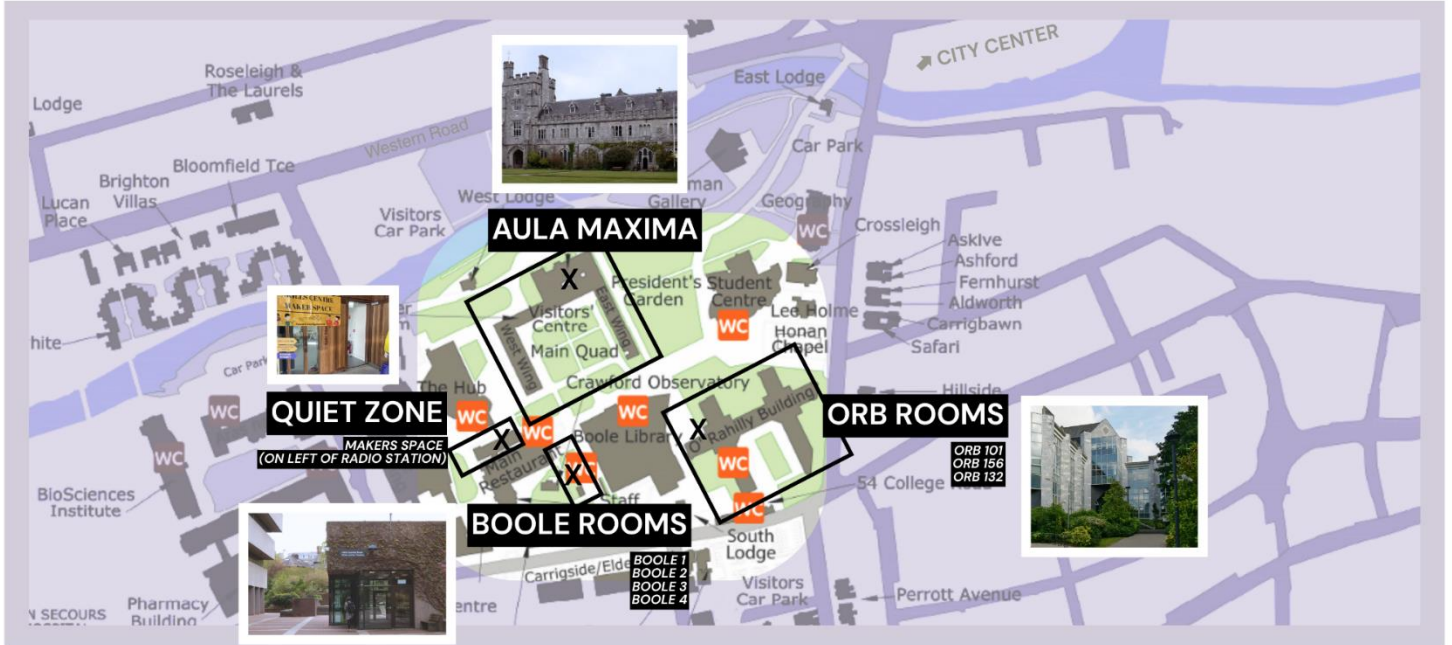 CITY CENTER
Roseleigh &
The Laurels
East Lodge
Lodge
Western Road
Car Park
Bloomfield Tce
Brighton
Villas
Lucan
Place
West Lodge
Gallery
Geography
Visitors
Car Park
WC
Crossleigh
AULA MAXIMA
Askive
Ashford
Fernhurst
Aldworth
Carrigbawn
Safari
X
President's
Garden
Student
Centre
East Wing
Lee Holme
Honan
Chapel
Visitors'
Centre
WC
West Wing
Main Quad
MAKER SPACE
Car Park
The Hub
Crawford Observatory
Hillside
QUIET ZONE
WC
WC
WC
WC
ORB ROOMS
MAKERS SPACE
(ON LEFT OF RADIO STATION)
X
Boole Library
X
O'Rahilly Building
ORB 101
ORB 156
ORB 132
WC
Main
Restaurant
X
WC
54 College
BioSciences
Institute
Staff
WC
BOOLE ROOMS
South
Lodge
BOOLE 1
BOOLE 2
BOOLE 3
BOOLE 4
Carrigside/
Visitors
Car Park
Perrott Avenue
Pharmacy
Building
SECOURS